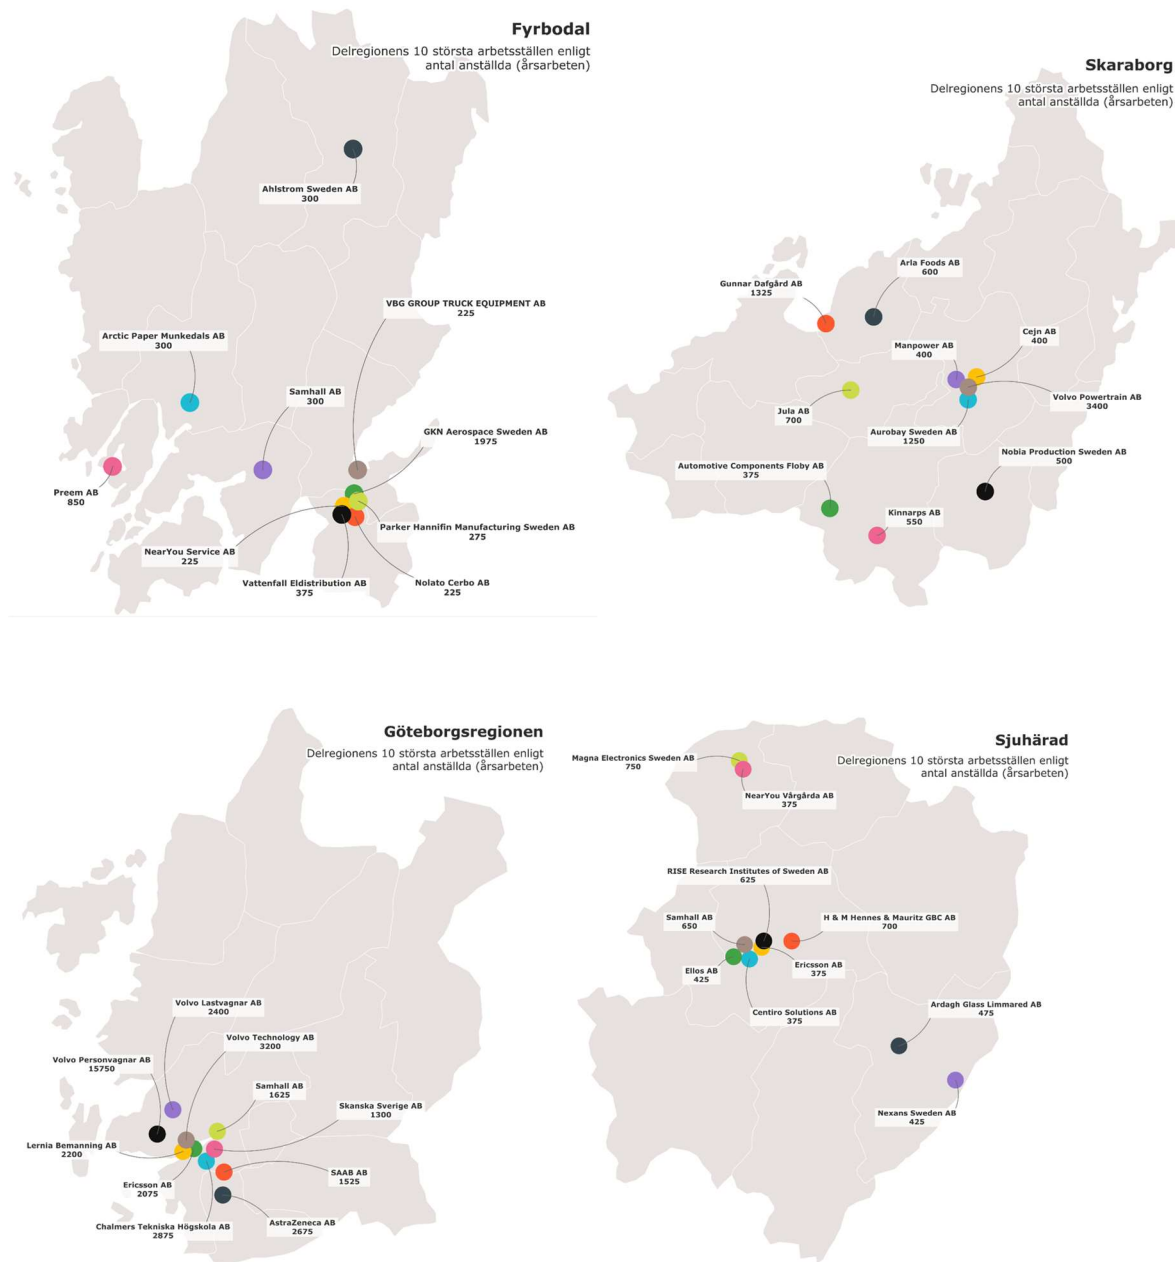 Fyrbodal
Delregionens 10 största arbetsställen enligt
antal anställda (årsarbeten)
Ahlstrom Sweden AB
300
VBG GROUP TRUCK EQUIPMENT AB
225
Arctic Paper Munkedals AB
300
Samhall AB
300
GKN Aerospace Sweden AB
1975
Preem AB
850
Parker Hannifin Manufacturing Sweden AB
275
NearYou Service AB
225
Vattenfall Eldistribution AB
375
Nolato Cerbo AB
225
Skaraborg
Delregionens 10 största arbetsställen enligt
antal anställda (årsarbeten)
Arla Foods AB
600
Gunnar Dafgård AB
1325
Cejn AB
400
Manpower AB
400
Volvo Powertrain AB
3400
Jula AB
700
Aurobay Sweden AB
1250
Nobia Production Sweden AB
500
Automotive Components Floby AB
375
Kinnarps AB
550
Göteborgsregionen
Delregionens 10 största arbetsställen enligt
antal anställda (årsarbeten)
Volvo Lastvagnar AB
2400
Volvo Technology AB
3200
Volvo Personvagnar AB
15750
Samhall AB
1625
Skanska Sverige AB
1300
Lernia Bemanning AB
2200
SAAB AB
1525
Ericsson AB
2075
AstraZeneca AB
2675
Chalmers Tekniska Högskola AB
2875
Sjuhärad
Delregionens 10 största arbetsställen enligt
antal anställda (årsarbeten)
Magna Electronics Sweden AB
750
NearYou Vårgårda AB
375
RISE Research Institutes of Sweden AB
625
Samhall AB
650
H & M Hennes & Mauritz GBC AB
700
Ericsson AB
375
Ellos AB
425
Centiro Solutions AB
375
Ardagh Glass Limmared AB
475
Nexans Sweden AB
425